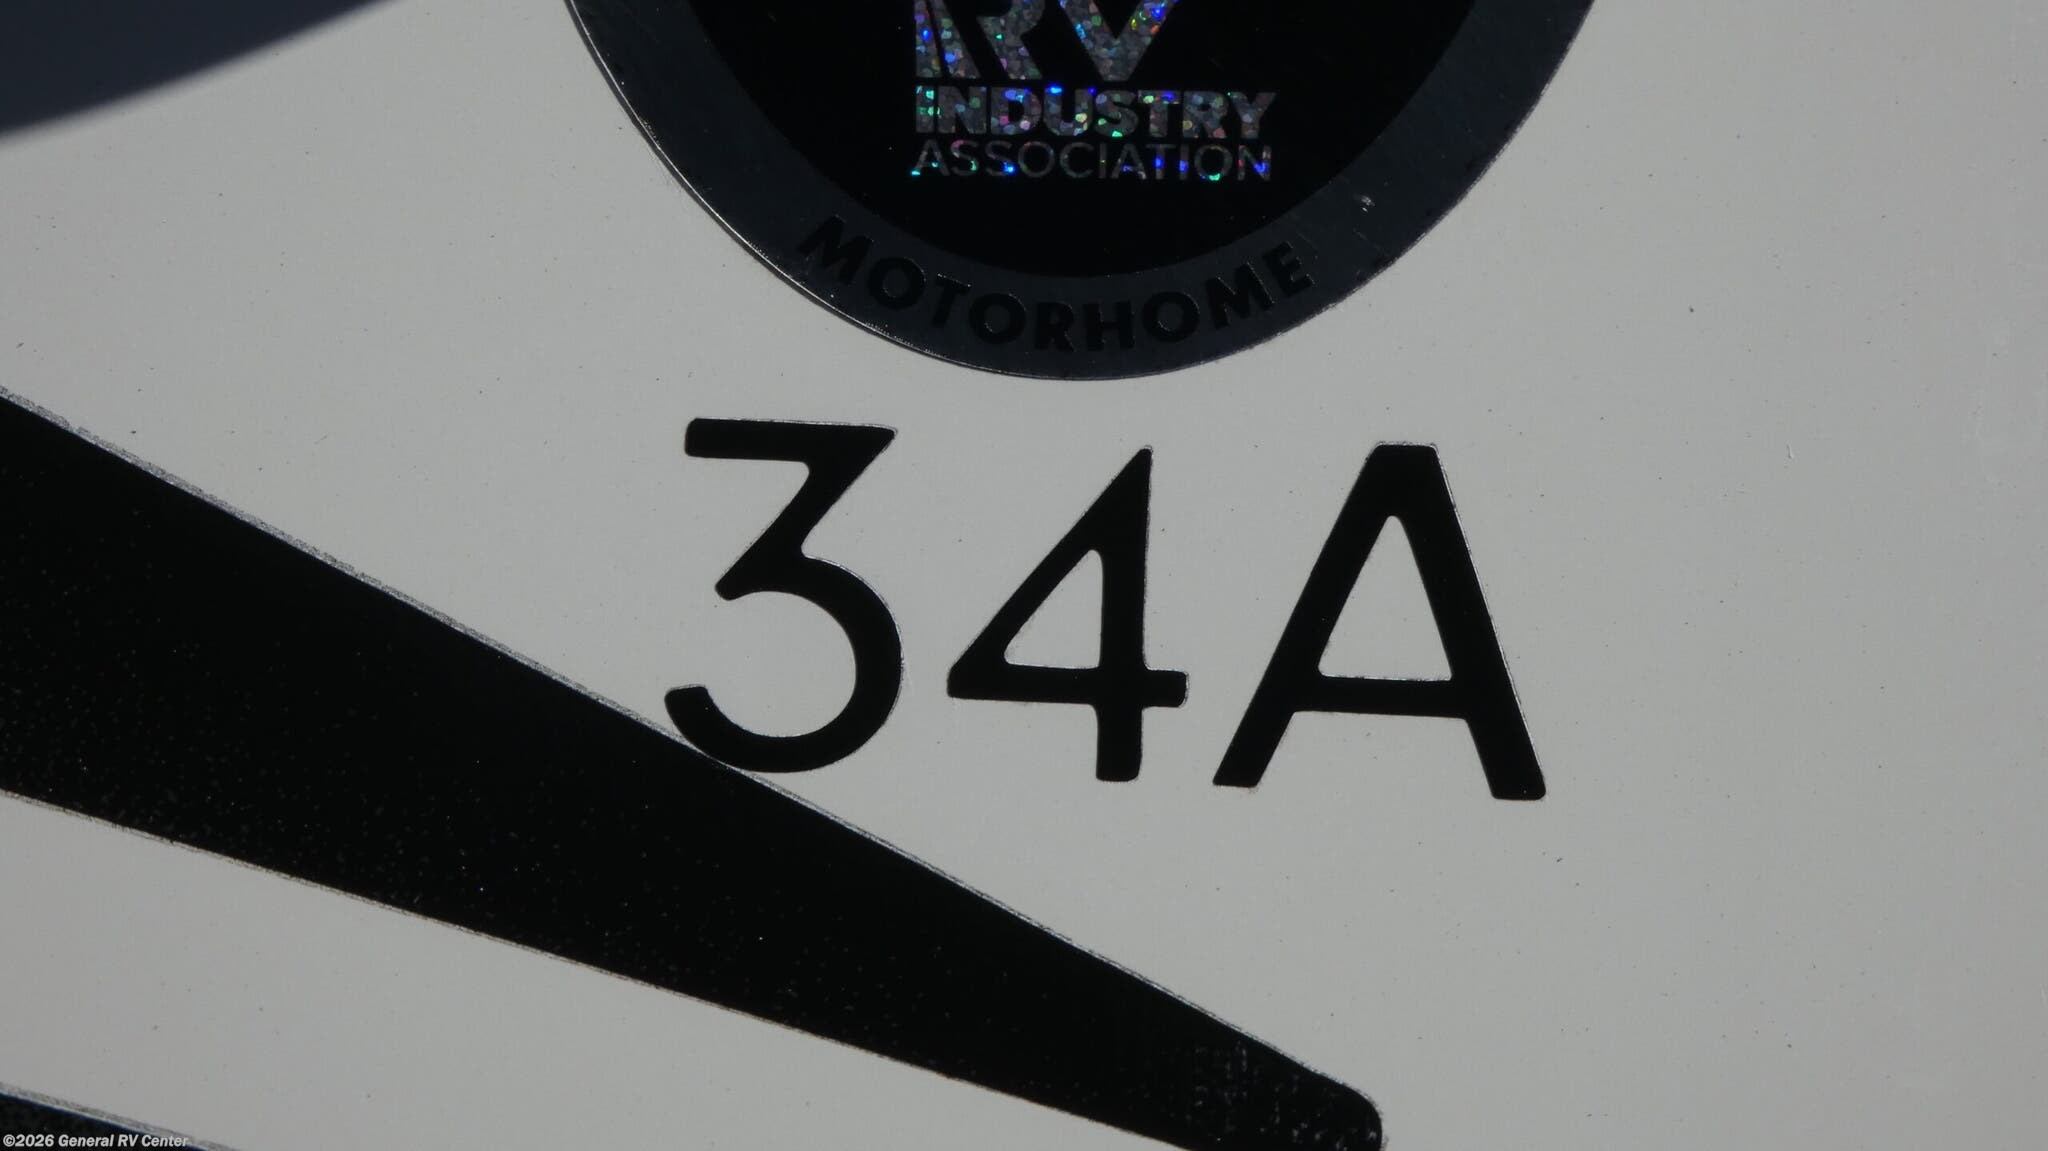 RV
INDUSTRY
ASSOCIATION
MOTORHOME
34A
©2026 General RV Center